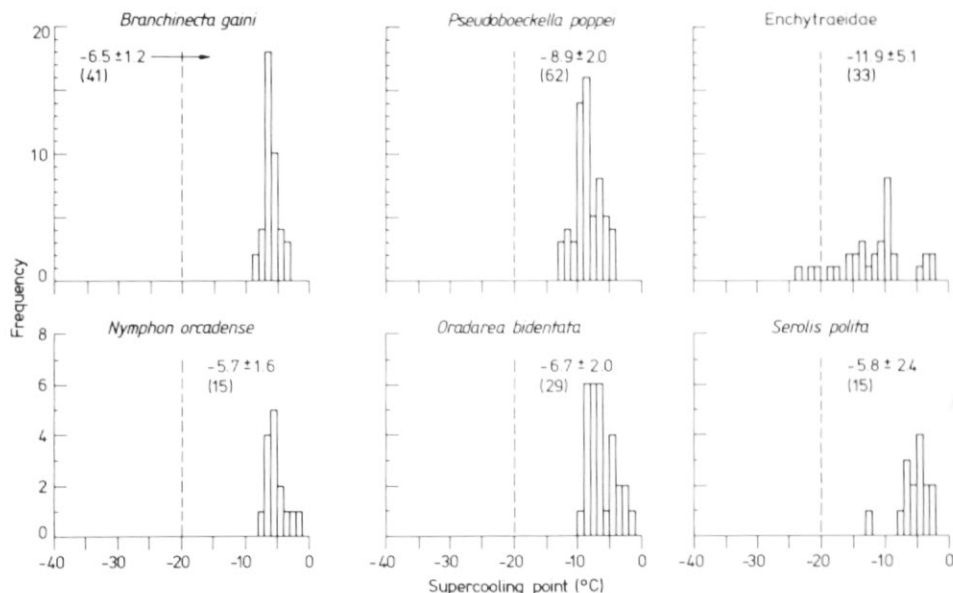 Branchinecta gaini
Pseudoboeckella poppei
Enchytraeidae
20
-6.5 ±1.2
(41)
-8.9 ± 2.0
(62)
-11.9 ± 5.1
(33)
10
0
Frequency
Nymphon orcadense
Oradarea bidentata
Serolis polita
8
-5.7 ± 1.6
(15)
-6.7 ± 2.0
(29)
-5.8 ± 2.4
(15)
6
4
2
0
-40 -30 -20 -10 0 -40 -30 -20 -10 0 -40 -30 -20 -10 0
Supercooling point (°C)